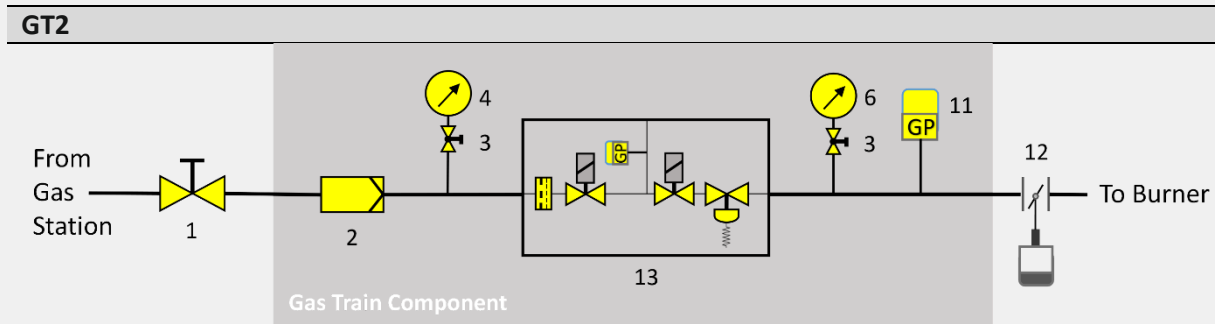 GT2
4
3
6
3
11
GP
GP
12
From
Gas
Station
To Burner
1
2
13
Gas Train Component